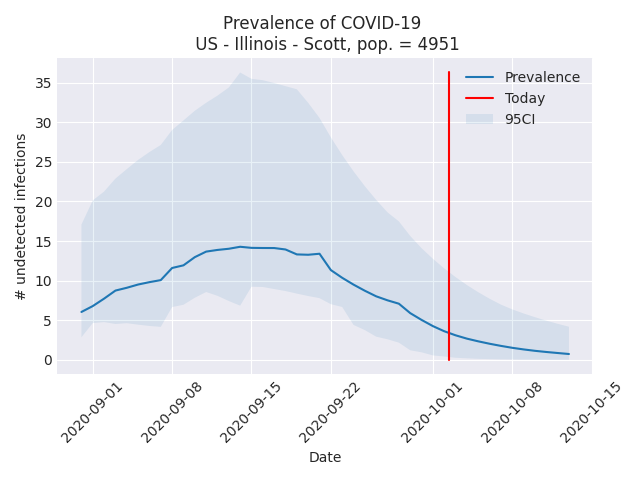 Prevalence of COVID-19
US - Illinois - Scott, pop. = 4951
Prevalence
Today
95CI
# undetected infections
35
30
25
20
15
10
5
0
2020-09-01
2020-09-08
2020-09-15
2020-09-22
2020-10-01
2020-10-08
2020-10-15
Date